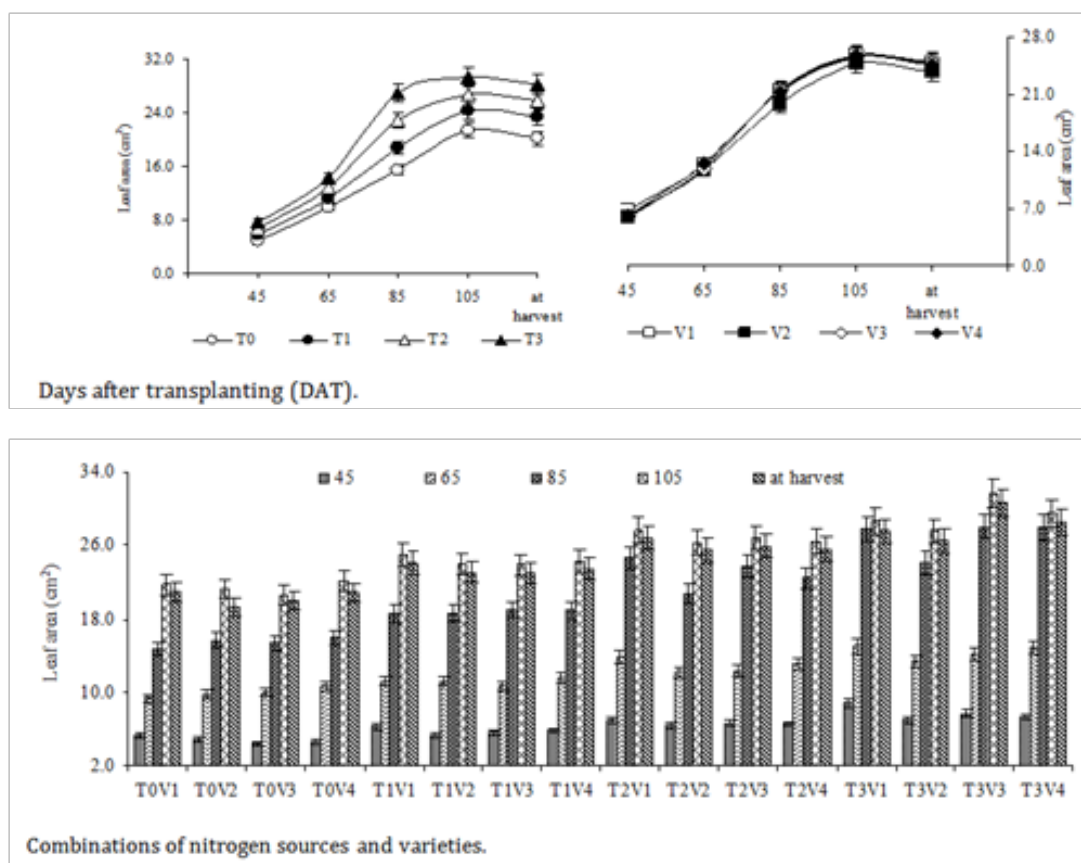 Leaf area (cm²)
32.0
24.0
16.0
8.0
0.0
45 65 85 105 at harvest
T0 T1 T2 T3
28.0
21.0
14.0
7.0
0.0
Leaf area (cm²)
45 65 85 105 at harvest
V1 V2 V3 V4
Days after transplanting (DAT).
Leaf area (cm²)
34.0
26.0
18.0
10.0
2.0
45 65 85 105 at harvest
T0V1 T0V2 T0V3 T0V4 T1V1 T1V2 T1V3 T1V4 T2V1 T2V2 T2V3 T2V4 T3V1 T3V2 T3V3 T3V4
Combinations of nitrogen sources and varieties.